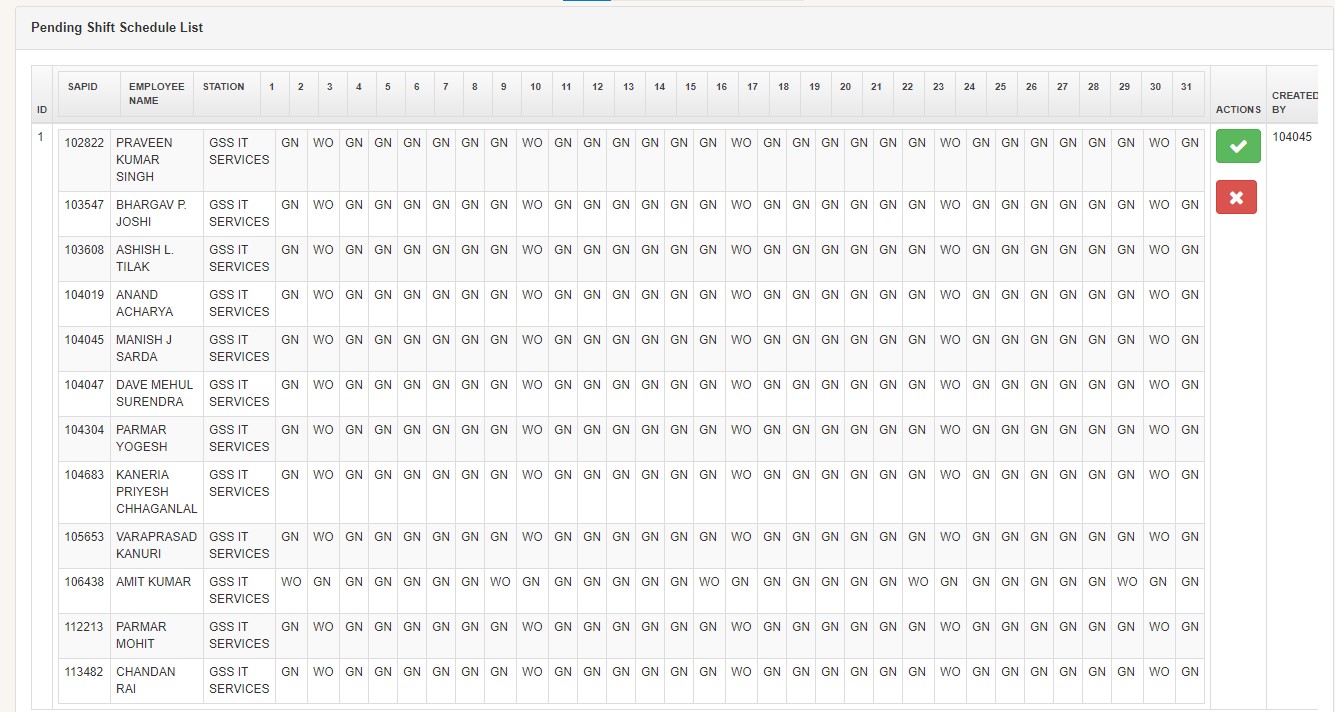 Pending Shift Schedule List
SAPID EMPLOYEE STATION 1 2 3 4 5 6 7 8 9 10 11 12 13 14 15 16 17 18 19 20 21 22 23 24 25 26 27 28 29 30 31
NAME
ID ACTIONS CREATED
BY
1 102822 PRAVEEN GSS IT GN WO GN GN GN GN GN GN WO GN GN GN GN GN GN WO GN GN GN GN GN GN WO GN GN GN GN GN GN WO GN 104045
KUMAR SERVICES
SINGH
103547 BHARGAV P. GSS IT GN WO GN GN GN GN GN GN WO GN GN GN GN GN GN WO GN GN GN GN GN GN WO GN GN GN GN GN GN WO GN
JOSHI SERVICES
103608 ASHISH L. GSS IT GN WO GN GN GN GN GN GN WO GN GN GN GN GN GN WO GN GN GN GN GN GN WO GN GN GN GN GN GN WO GN
TILAK SERVICES
104019 ANAND GSS IT GN WO GN GN GN GN GN GN WO GN GN GN GN GN GN WO GN GN GN GN GN GN WO GN GN GN GN GN GN WO GN
ACHARYA SERVICES
104045 MANISH J GSS IT GN WO GN GN GN GN GN GN WO GN GN GN GN GN GN WO GN GN GN GN GN GN WO GN GN GN GN GN GN WO GN
SARDA SERVICES
104047 DAVE MEHUL GSS IT GN WO GN GN GN GN GN GN WO GN GN GN GN GN GN WO GN GN GN GN GN GN WO GN GN GN GN GN GN WO GN
SURENDRA SERVICES
104304 PARMAR GSS IT GN WO GN GN GN GN GN GN WO GN GN GN GN GN GN WO GN GN GN GN GN GN WO GN GN GN GN GN GN WO GN
YOGESH SERVICES
104683 KANERIA GSS IT GN WO GN GN GN GN GN GN WO GN GN GN GN GN GN WO GN GN GN GN GN GN WO GN GN GN GN GN GN WO GN
PRIYESH SERVICES
CHHAGANLAL
105653 VARAPRASAD GSS IT GN WO GN GN GN GN GN GN WO GN GN GN GN GN GN WO GN GN GN GN GN GN WO GN GN GN GN GN GN WO GN
KANURI SERVICES
106438 AMIT KUMAR GSS IT WO GN GN GN GN GN GN WO GN GN GN GN GN GN WO GN GN GN GN GN GN WO GN GN GN GN GN GN WO GN GN
SERVICES
112213 PARMAR GSS IT GN WO GN GN GN GN GN GN WO GN GN GN GN GN GN WO GN GN GN GN GN GN WO GN GN GN GN GN GN WO GN
MOHIT SERVICES
113482 CHANDAN GSS IT GN WO GN GN GN GN GN GN WO GN GN GN GN GN GN WO GN GN GN GN GN GN WO GN GN GN GN GN GN WO GN
RAI SERVICES